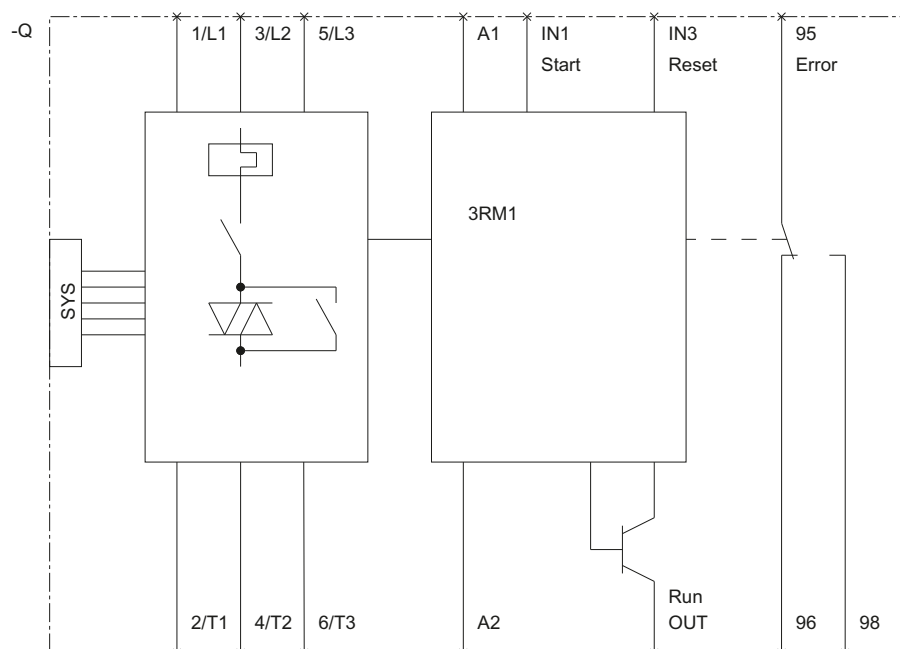 -Q
1/L1 3/L2 5/L3 A1 IN1 IN3 95
Start Reset Error
3RM1
SYS
Run
2/T1 4/T2 6/T3 A2 OUT 96 98